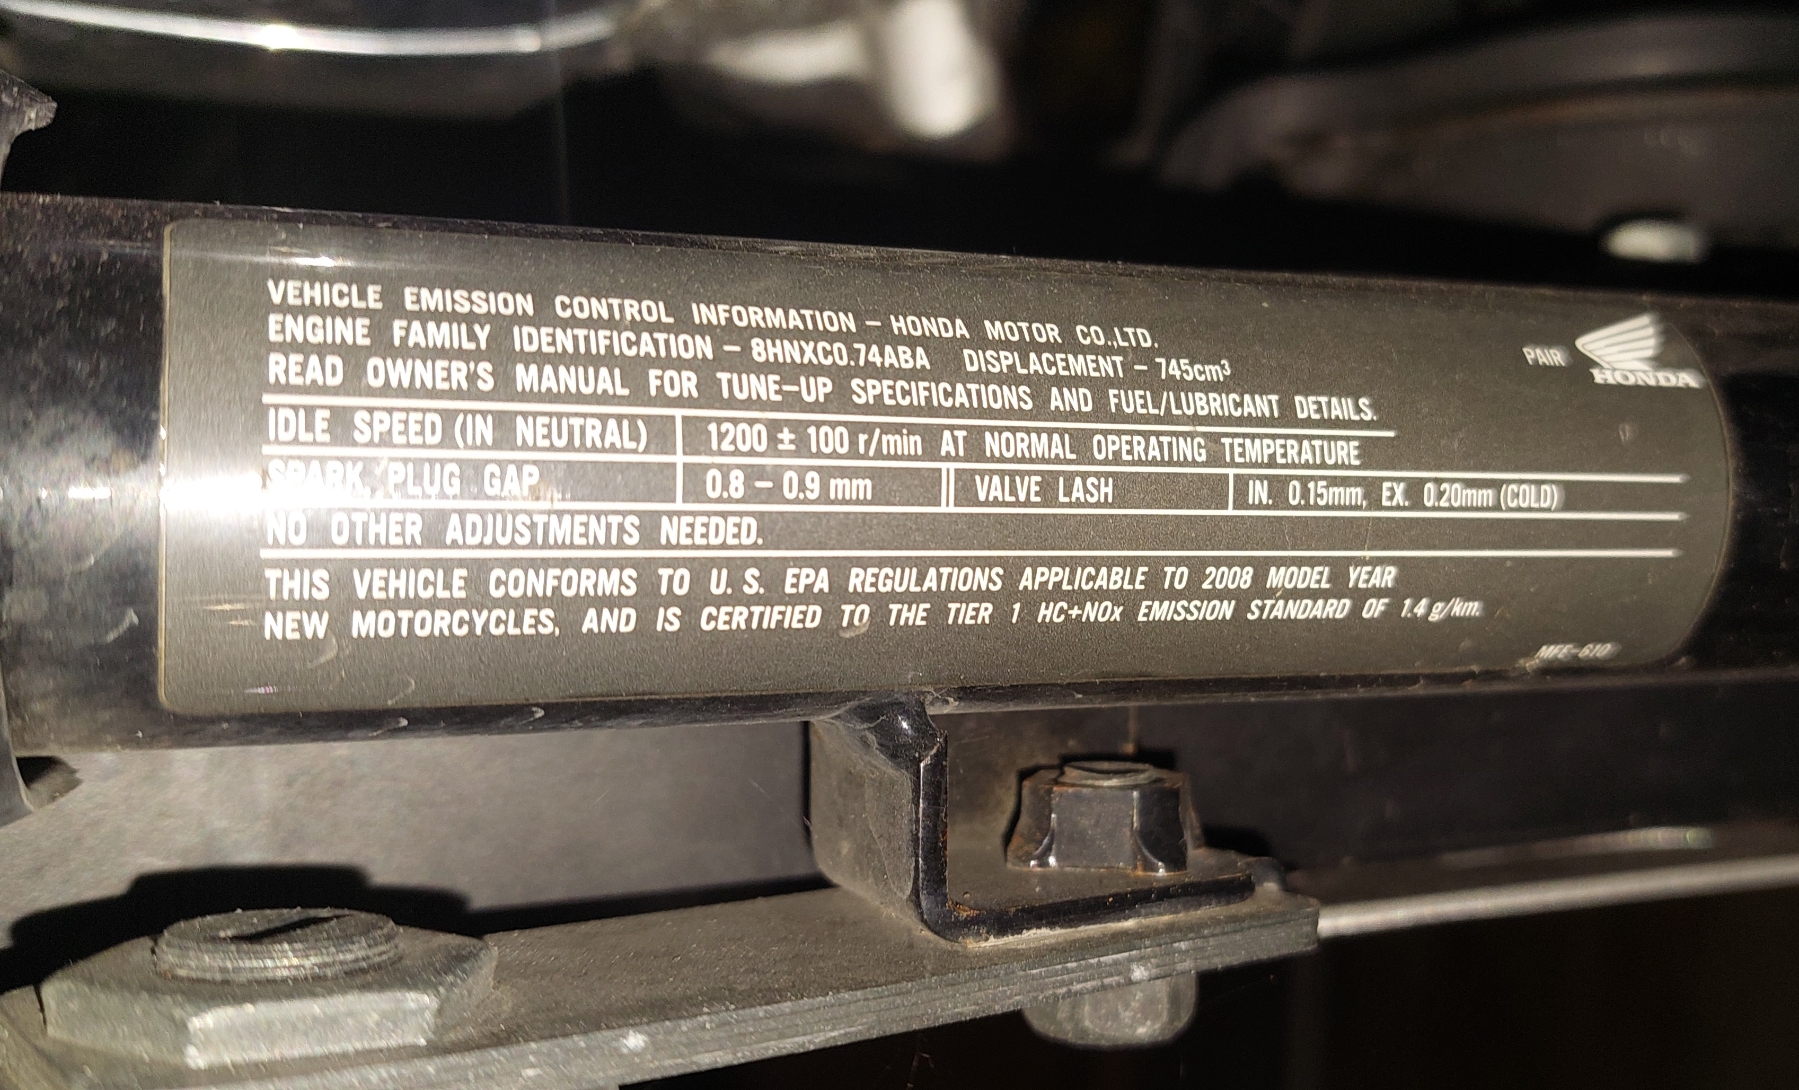 VEHICLE EMISSION CONTROL INFORMATION – HONDA MOTOR CO.,LTD.
ENGINE FAMILY IDENTIFICATION – 8HNXC0.74ABA DISPLACEMENT – 745cm³
READ OWNER'S MANUAL FOR TUNE-UP SPECIFICATIONS AND FUEL/LUBRICANT DETAILS.
PAIR
HONDA
IDLE SPEED (IN NEUTRAL) 1200 ± 100 r/min AT NORMAL OPERATING TEMPERATURE
SPARK PLUG GAP 0.8 – 0.9 mm VALVE LASH IN. 0.15mm, EX. 0.20mm (COLD)
NO OTHER ADJUSTMENTS NEEDED.
THIS VEHICLE CONFORMS TO U. S. EPA REGULATIONS APPLICABLE TO 2008 MODEL YEAR
NEW MOTORCYCLES, AND IS CERTIFIED TO THE TIER 1 HC+NOx EMISSION STANDARD OF 1.4 g/km.
MFE-610